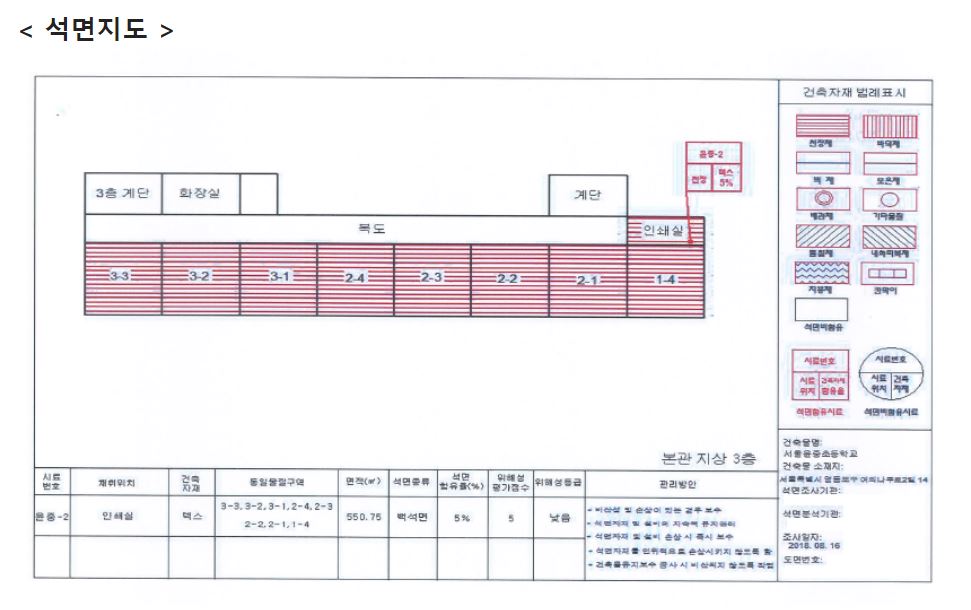 < 석면지도 >
건축자재 범례표시
천장재 바닥재
벽 재
배관재 기타물질
내화피복재
지붕재 칸막이
석면비함유
시료번호
시료위치 건축자재 함유율
석면함유시료
시료번호
시료위치 건축자재
석면비함유시료
윤중-2
천장 텍스 5%
3층 계단 화장실 계단
복도 인쇄실
3-3 3-2 3-1 2-4 2-3 2-2 2-1 1-4
본관 지상 3층
시료번호 채취위치 건축자재 동일물질구역 면적(㎡) 석면종류 석면함유율(%) 위해성평가점수 위해성등급 관리방안
윤중-2 인쇄실 텍스 3-3,3-2,3-1,2-4,2-3
2-2,2-1,1-4
550.75 백석면 5% 5 낮음
- 비산성 및 손상이 있는 경우 보수
- 석면자재 및 설비의 지속적 유지관리
- 석면자재 및 설비 손상 시 즉시 보수
- 석면자재를 인위적으로 손상시키지 않도록 함
- 건축물유지보수 공사 시 비산되지 않도록 작업
건축물명:
서울윤중초등학교
건축물 소재지:
서울특별시 영등포구 여의나루로2길 14
석면조사기관:
석면분석기관:
조사일자:
2018. 08. 16
도면번호: